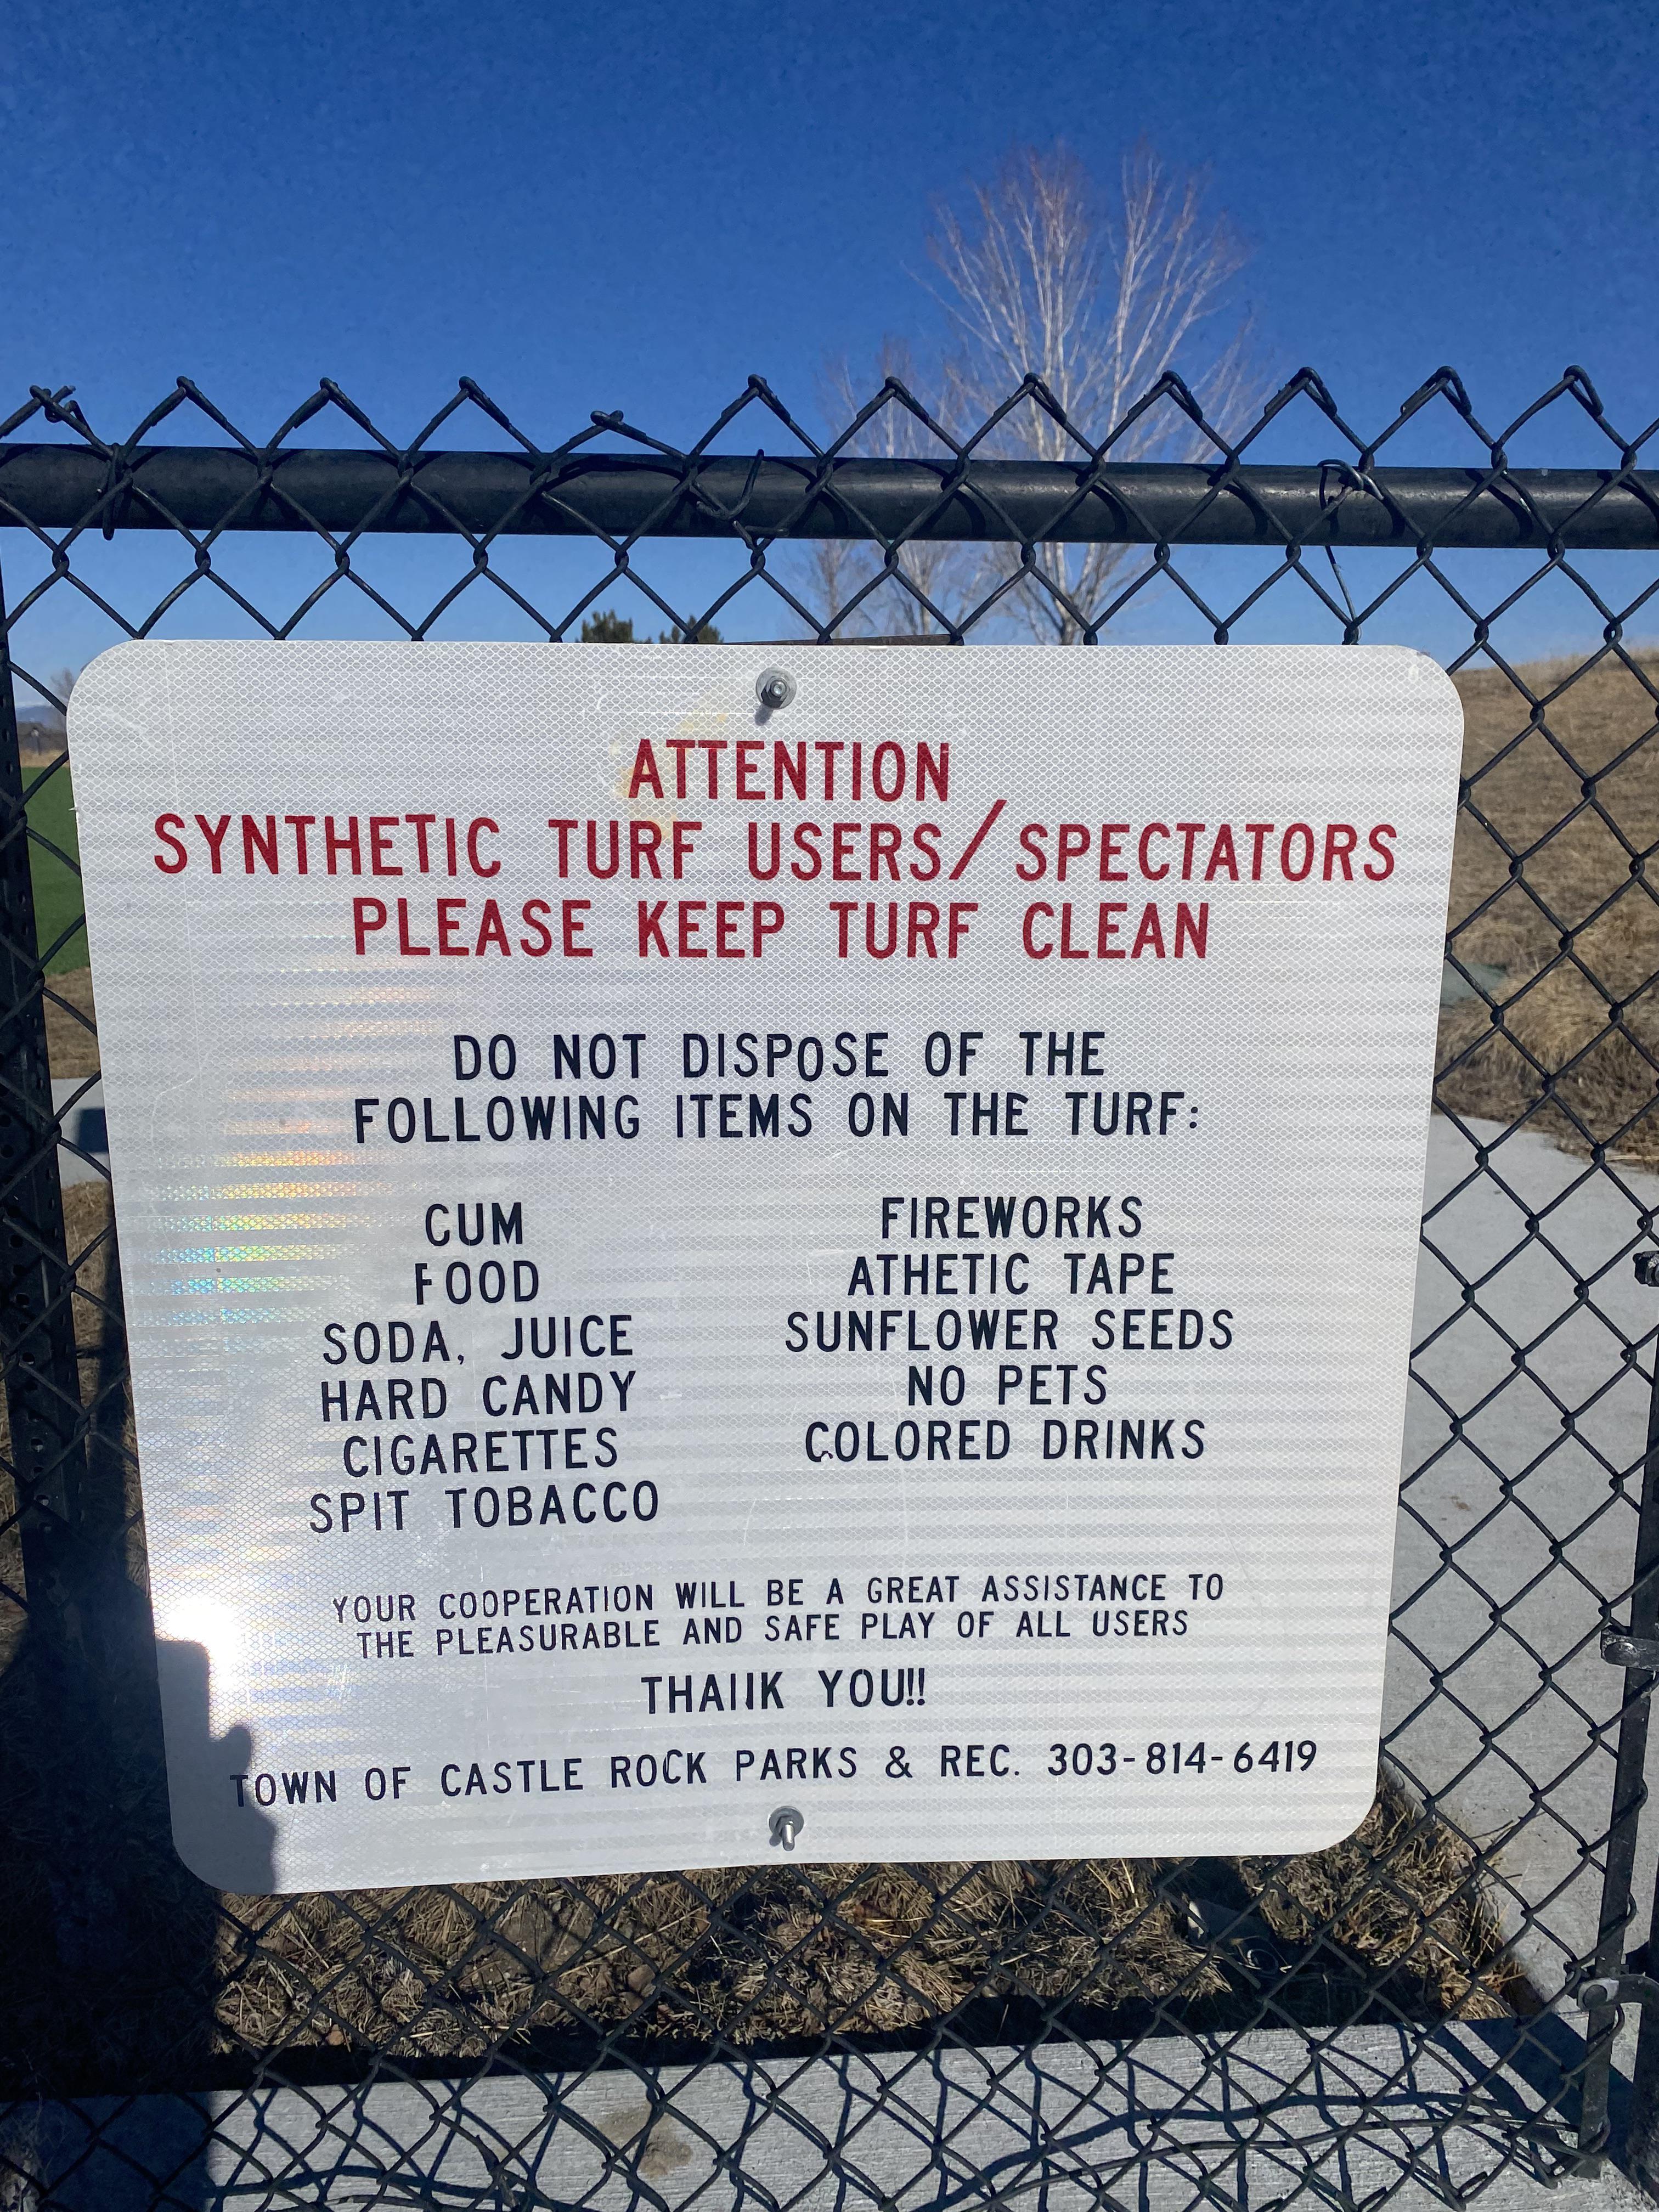 ATTENTION
SYNTHETIC TURF USERS/SPECTATORS
PLEASE KEEP TURF CLEAN
DO NOT DISPOSE OF THE
FOLLOWING ITEMS ON THE TURF:
CUM
FOOD
SODA, JUICE
HARD CANDY
CIGARETTES
SPIT TOBACCO
FIREWORKS
ATHETIC TAPE
SUNFLOWER SEEDS
NO PETS
COLORED DRINKS
YOUR COOPERATION WILL BE A GREAT ASSISTANCE TO
THE PLEASURABLE AND SAFE PLAY OF ALL USERS
THANK YOU!!
TOWN OF CASTLE ROCK PARKS & REC. 303-814-6419